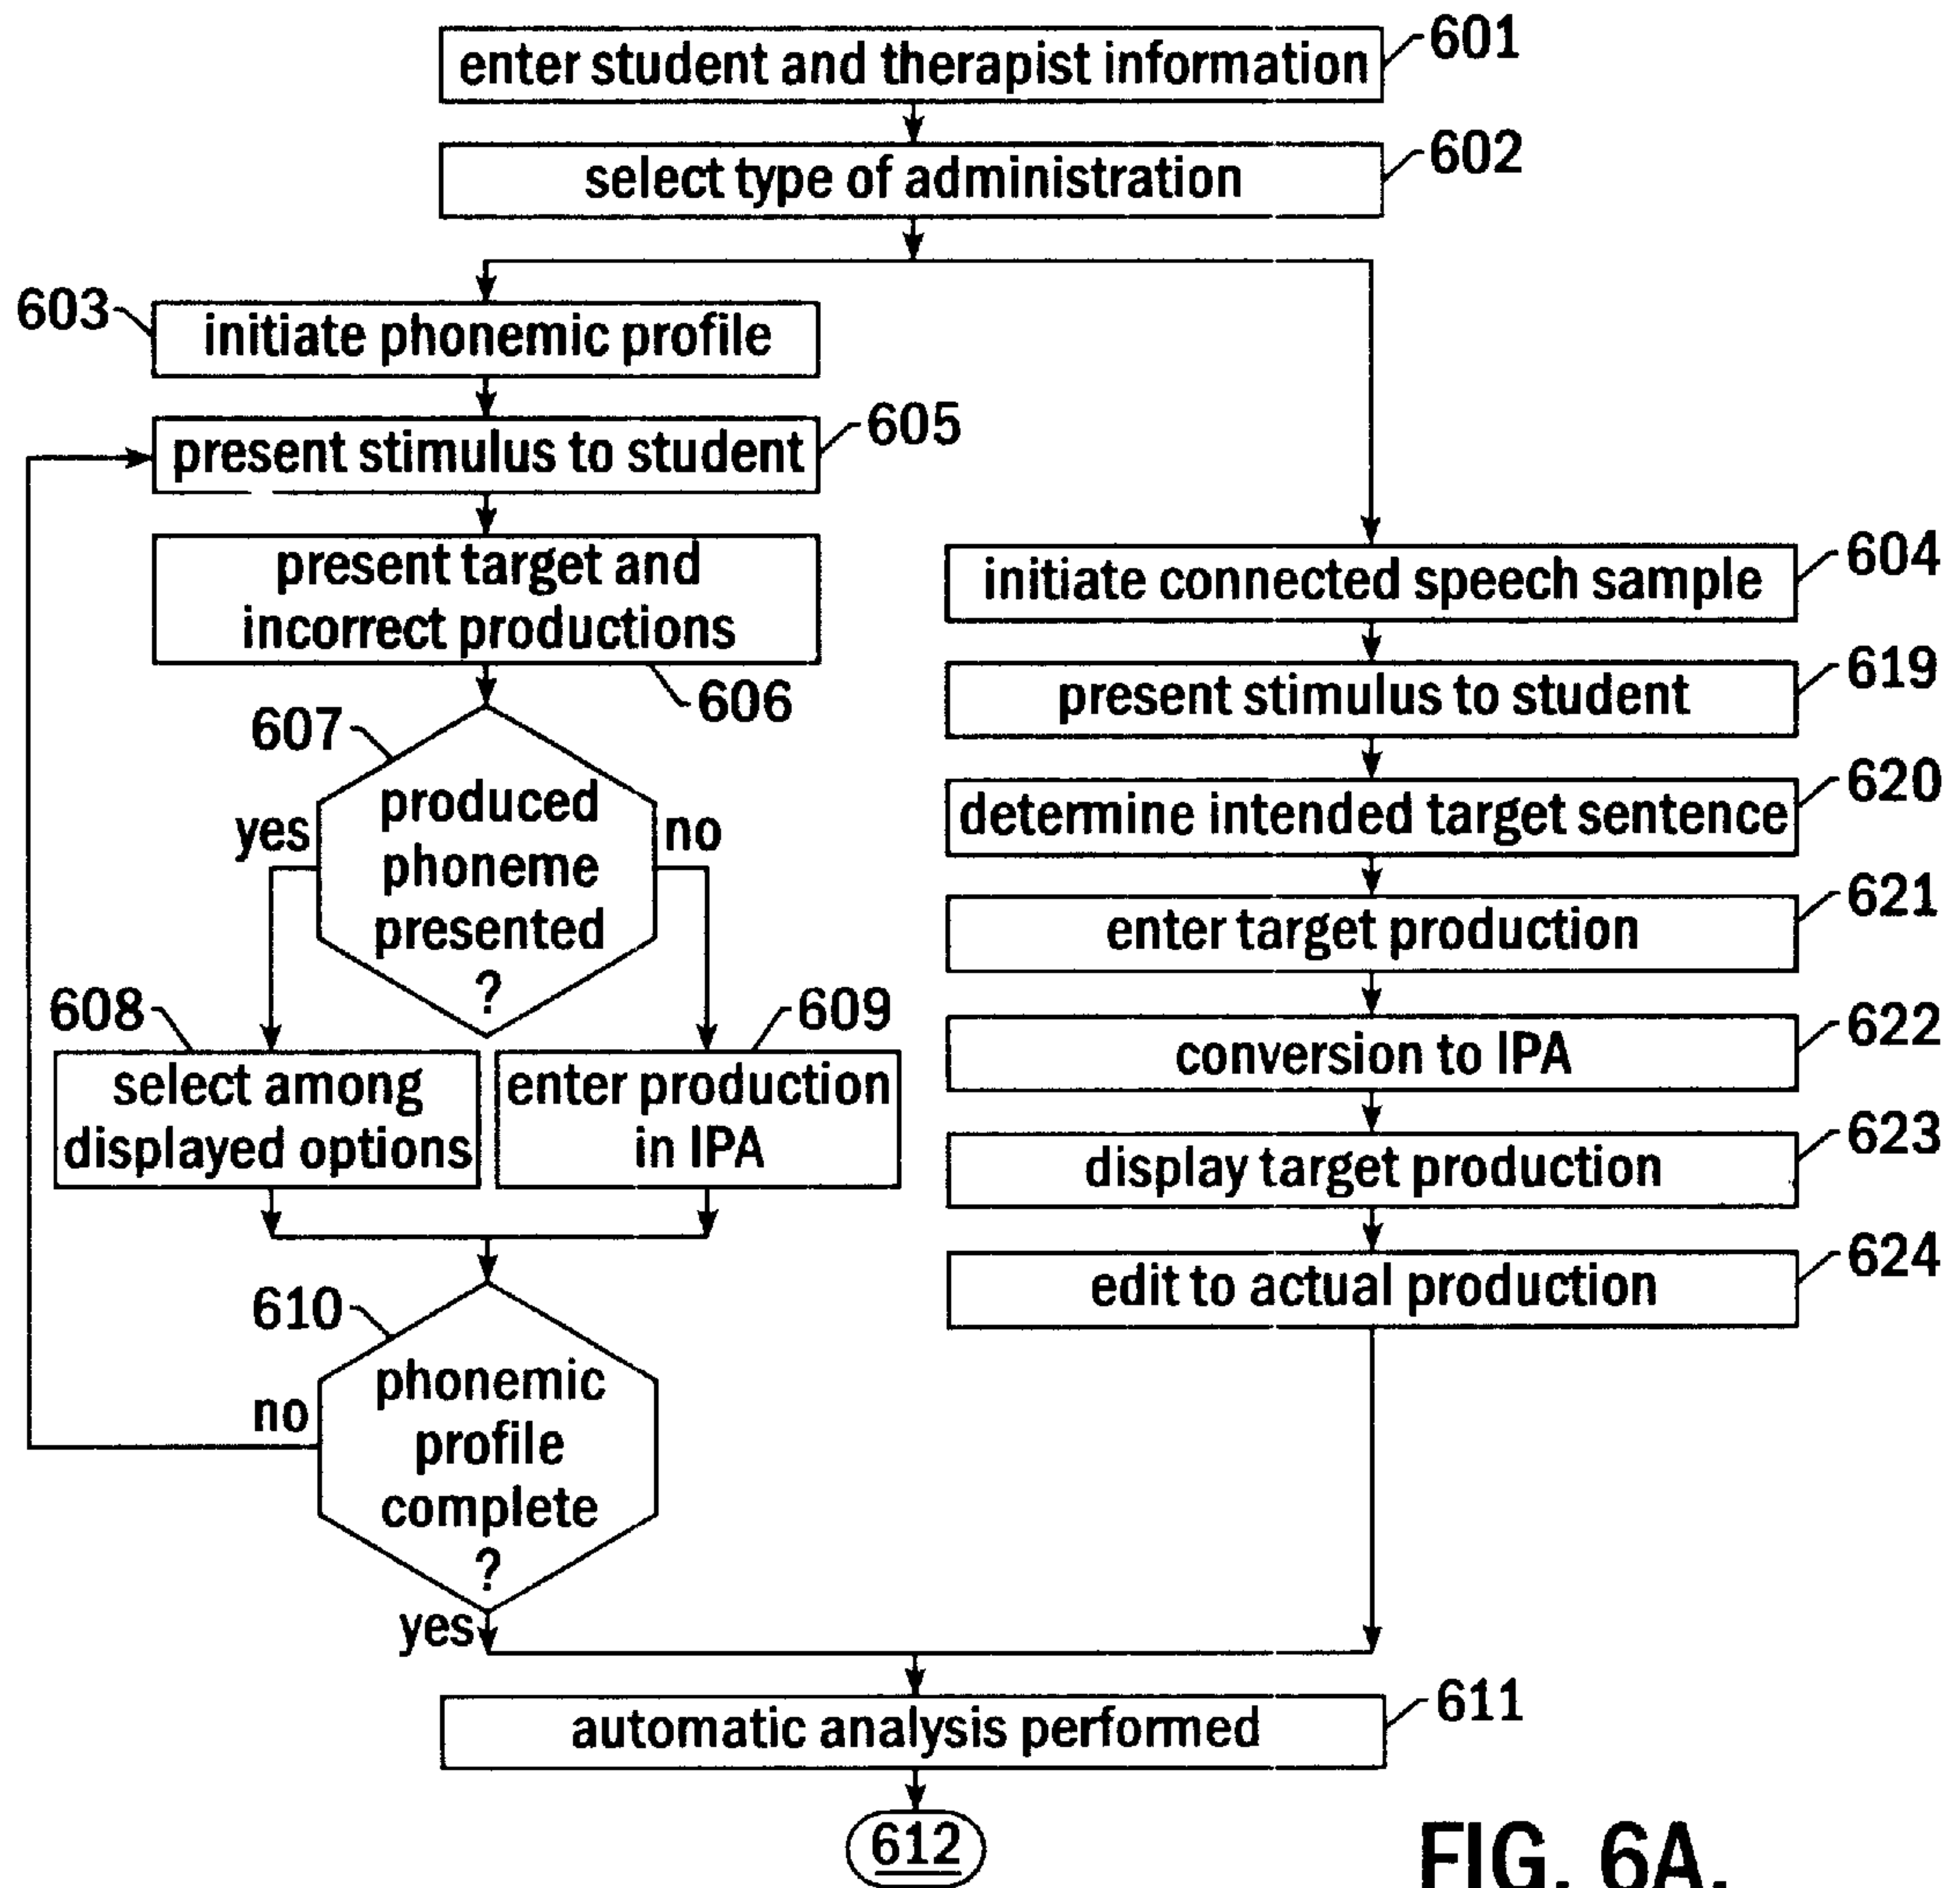 enter student and therapist information
601
select type of administration
602
603
initiate phonemic profile
present stimulus to student
605
present target and
incorrect productions
606
607
produced
phoneme
presented
?
yes
no
608
select among
displayed options
609
enter production
in IPA
610
phonemic
profile
complete
?
no
yes
initiate connected speech sample
604
present stimulus to student
619
determine intended target sentence
620
enter target production
621
conversion to IPA
622
display target production
623
edit to actual production
624
automatic analysis performed
611
612
FIG. 6A.